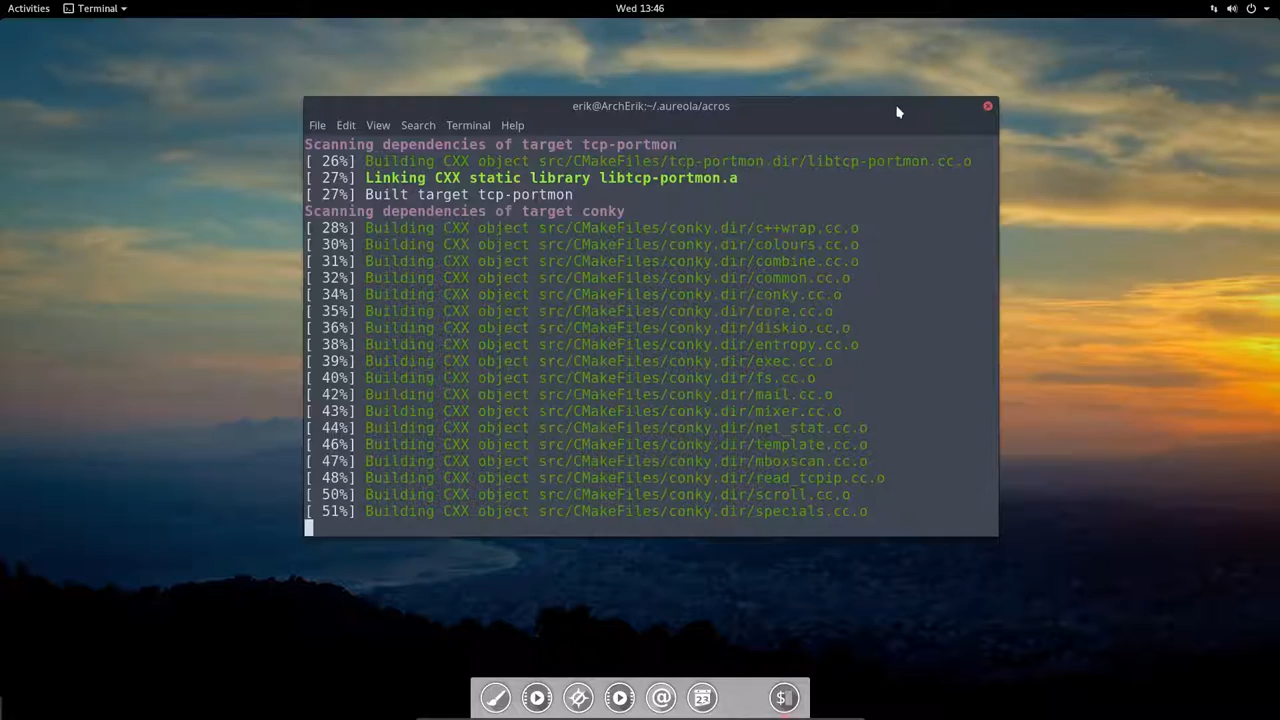 Activities Terminal Wed 13:46
erik@ArchErik:~/.aureola/acros
File Edit View Search Terminal Help
Scanning dependencies of target tcp-portmon
[ 26%] Building CXX object src/CMakeFiles/tcp-portmon.dir/libtcp-portmon.cc.o
[ 27%] Linking CXX static library libtcp-portmon.a
[ 27%] Built target tcp-portmon
Scanning dependencies of target conky
[ 28%] Building CXX object src/CMakeFiles/conky.dir/c++wrap.cc.o
[ 30%] Building CXX object src/CMakeFiles/conky.dir/colours.cc.o
[ 31%] Building CXX object src/CMakeFiles/conky.dir/combine.cc.o
[ 32%] Building CXX object src/CMakeFiles/conky.dir/common.cc.o
[ 34%] Building CXX object src/CMakeFiles/conky.dir/conky.cc.o
[ 35%] Building CXX object src/CMakeFiles/conky.dir/core.cc.o
[ 36%] Building CXX object src/CMakeFiles/conky.dir/diskio.cc.o
[ 38%] Building CXX object src/CMakeFiles/conky.dir/entropy.cc.o
[ 39%] Building CXX object src/CMakeFiles/conky.dir/exec.cc.o
[ 40%] Building CXX object src/CMakeFiles/conky.dir/fs.cc.o
[ 42%] Building CXX object src/CMakeFiles/conky.dir/mail.cc.o
[ 43%] Building CXX object src/CMakeFiles/conky.dir/mixer.cc.o
[ 44%] Building CXX object src/CMakeFiles/conky.dir/net_stat.cc.o
[ 46%] Building CXX object src/CMakeFiles/conky.dir/template.cc.o
[ 47%] Building CXX object src/CMakeFiles/conky.dir/mboxscan.cc.o
[ 48%] Building CXX object src/CMakeFiles/conky.dir/read_tcpip.cc.o
[ 50%] Building CXX object src/CMakeFiles/conky.dir/scroll.cc.o
[ 51%] Building CXX object src/CMakeFiles/conky.dir/specials.cc.o
@ 23 $